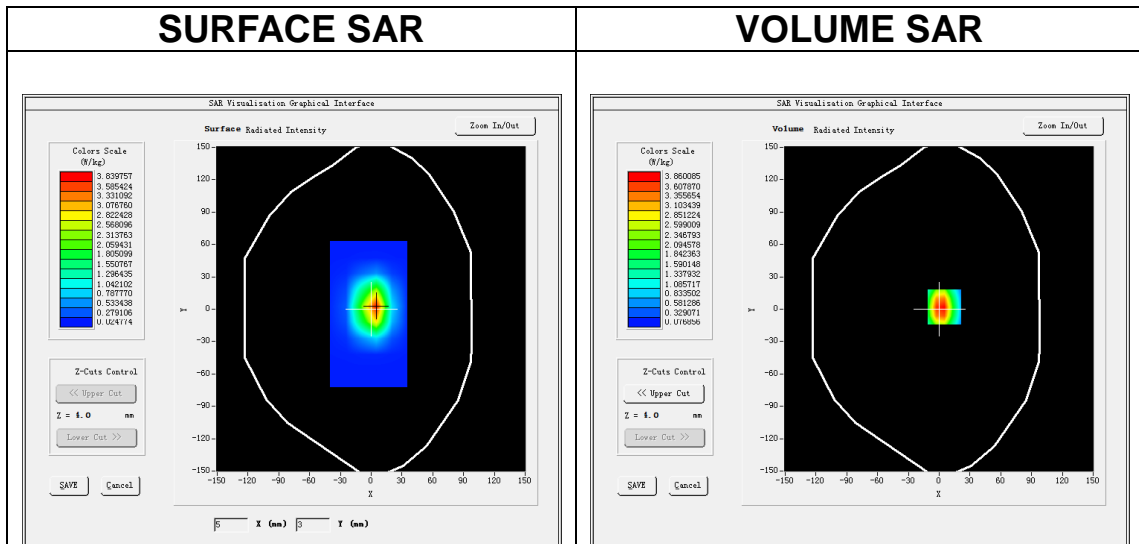 SURFACE SAR
SAR Visualisation Graphical Interface
Surface Radiated Intensity
Zoom In/Out
Colors Scale
(W/kg)
3.839757
3.585424
3.331092
3.076760
2.822428
2.568096
2.313763
2.059431
1.805099
1.550767
1.296435
1.042102
0.787770
0.533438
0.279106
0.024774
150
120
90
60
30
0
-30
-60
-90
-120
-150
Y
-150 -120 -90 -60 -30 0 30 60 90 120 150
X
Z-Cuts Control
<< Upper Cut
Z = 4.0 mm
Lower Cut >>
SAVE Cancel
5 X (mm) 3 Y (mm)
VOLUME SAR
SAR Visualisation Graphical Interface
Volume Radiated Intensity
Zoom In/Out
Colors Scale
(W/kg)
3.860085
3.607870
3.355654
3.103439
2.851224
2.599009
2.346793
2.094578
1.842363
1.590148
1.337932
1.085717
0.833502
0.581286
0.329071
0.076856
150
120
90
60
30
0
-30
-60
-90
-120
-150
Y
-150 -120 -90 -60 -30 0 30 60 90 120 150
X
Z-Cuts Control
<< Upper Cut
Z = 4.0 mm
Lower Cut >>
SAVE Cancel